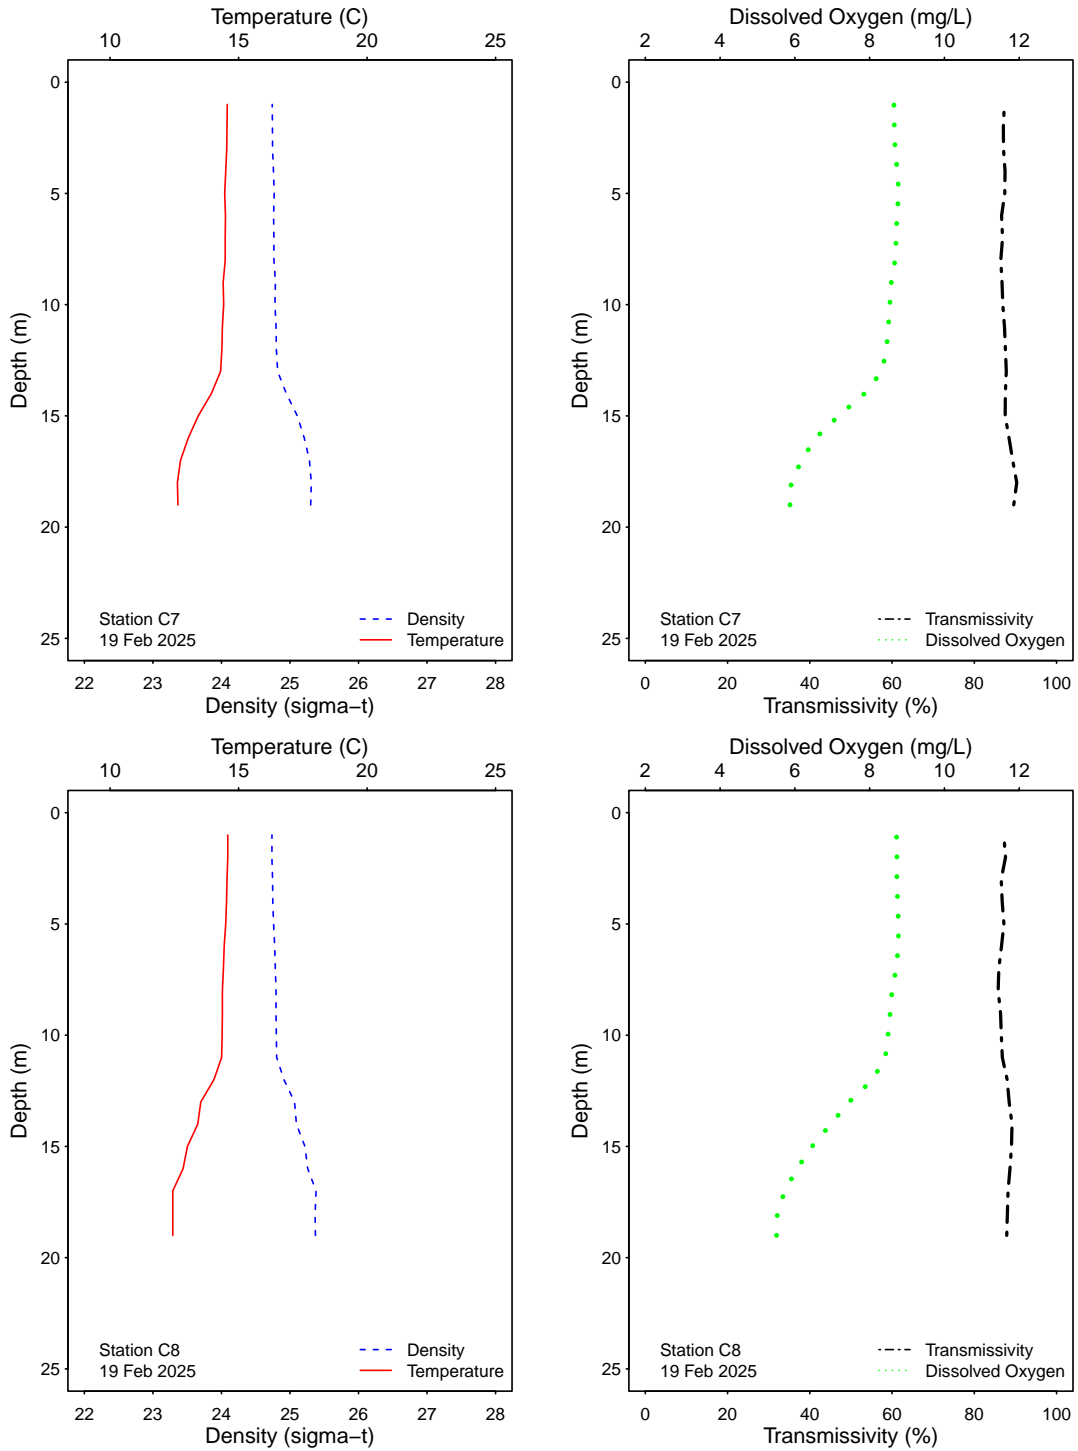 Temperature (C)
10 15 20 25
0
5
10
15
20
25
Depth (m)
Station C7
19 Feb 2025
Density
Temperature
22 23 24 25 26 27 28
Density (sigma−t)
Dissolved Oxygen (mg/L)
2 4 6 8 10 12
0
5
10
15
20
25
Depth (m)
Station C7
19 Feb 2025
Transmissivity
Dissolved Oxygen
0 20 40 60 80 100
Transmissivity (%)
Temperature (C)
10 15 20 25
0
5
10
15
20
25
Depth (m)
Station C8
19 Feb 2025
Density
Temperature
22 23 24 25 26 27 28
Density (sigma−t)
Dissolved Oxygen (mg/L)
2 4 6 8 10 12
0
5
10
15
20
25
Depth (m)
Station C8
19 Feb 2025
Transmissivity
Dissolved Oxygen
0 20 40 60 80 100
Transmissivity (%)